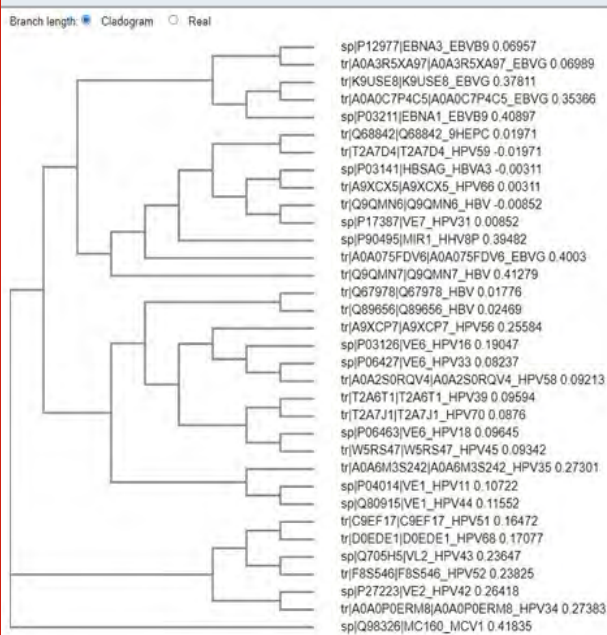 Branch length: Cladogram Real
sp|P12977|EBNA3_EBVB9 0.06957
tr|A0A3R5XA97|A0A3R5XA97_EBVG 0.06989
tr|K9USE8|K9USE8_EBVG 0.37811
tr|A0A0C7P4C5|A0A0C7P4C5_EBVG 0.35366
sp|P03211|EBNA1_EBVB9 0.40897
tr|Q68842|Q68842_9HEPC 0.01971
tr|T2A7D4|T2A7D4_HPV59 -0.01971
sp|P03141|HBSAG_HBVA3 -0.00311
tr|A9XCX5|A9XCX5_HPV66 0.00311
tr|Q9QMN6|Q9QMN6_HBV -0.00852
sp|P17387|VE7_HPV31 0.00852
sp|P90495|MIR1_HHV8P 0.39482
tr|A0A075FDV6|A0A075FDV6_EBVG 0.4003
tr|Q9QMN7|Q9QMN7_HBV 0.41279
tr|Q67978|Q67978_HBV 0.01776
tr|Q89656|Q89656_HBV 0.02469
tr|A9XCP7|A9XCP7_HPV56 0.25584
sp|P03126|VE6_HPV16 0.19047
sp|P06427|VE6_HPV33 0.08237
tr|A0A2S0RQV4|A0A2S0RQV4_HPV58 0.09213
tr|T2A6T1|T2A6T1_HPV39 0.09594
tr|T2A7J1|T2A7J1_HPV70 0.0876
sp|P06463|VE6_HPV18 0.09645
tr|W5RS47|W5RS47_HPV45 0.09342
tr|A0A6M3S242|A0A6M3S242_HPV35 0.27301
sp|P04014|VE1_HPV11 0.10722
sp|Q80915|VE1_HPV44 0.11552
tr|C9EF17|C9EF17_HPV51 0.16472
tr|D0EDE1|D0EDE1_HPV68 0.17077
sp|Q705H5|VL2_HPV43 0.23647
tr|F8S546|F8S546_HPV52 0.23825
sp|P27223|VE2_HPV42 0.26418
tr|A0A0P0ERM8|A0A0P0ERM8_HPV34 0.27383
sp|Q98326|MC160_MCV1 0.41835